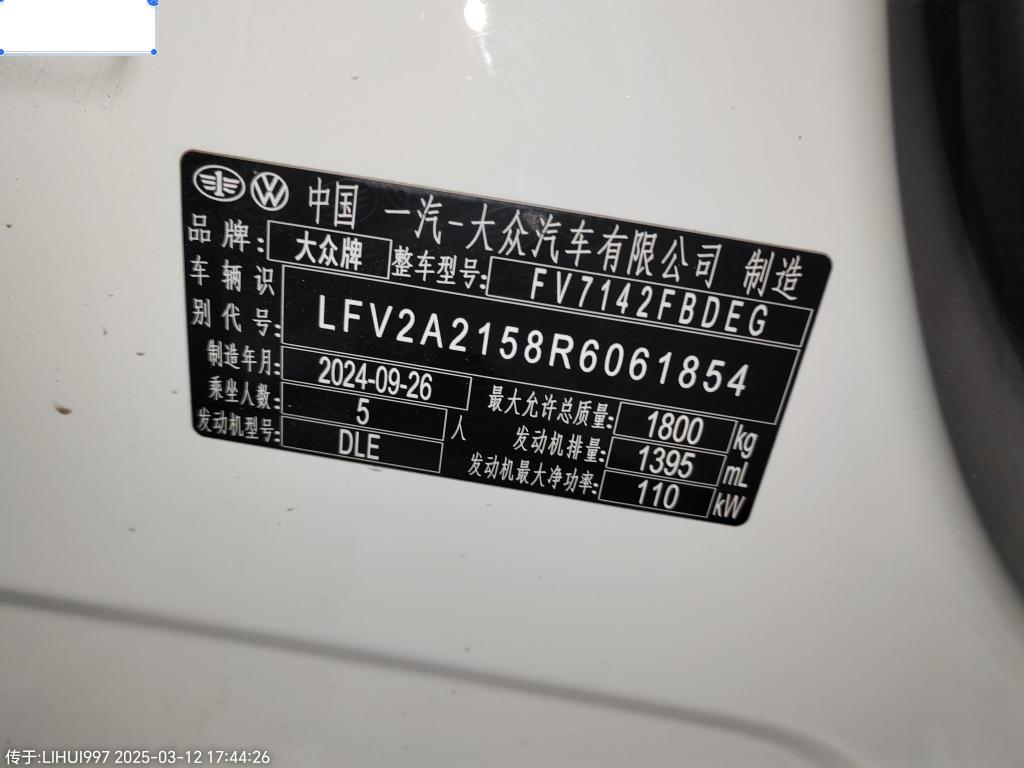 中国 一汽-大众汽车有限公司 制造
品牌: 大众牌 整车型号: FV7142FBDEG
车辆识别代号: LFV2A2158R6061854
制造年月: 2024-09-26 最大允许总质量: 1800 kg
乘坐人数: 5 人 发动机排量: 1395 mL
发动机型号: DLE 发动机最大净功率: 110 kW
传于:LIHUI997 2025-03-12 17:44:26